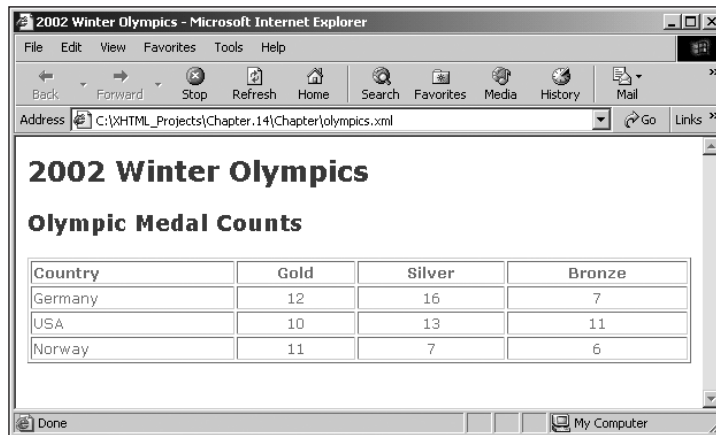 2002 Winter Olympics - Microsoft Internet Explorer
File Edit View Favorites Tools Help
Back Forward Stop Refresh Home Search Favorites Media History Mail
Address C:\XHTML_Projects\Chapter.14\Chapter\olympics.xml Go Links »
2002 Winter Olympics
Olympic Medal Counts
Country Gold Silver Bronze
Germany 12 16 7
USA 10 13 11
Norway 11 7 6
Done My Computer